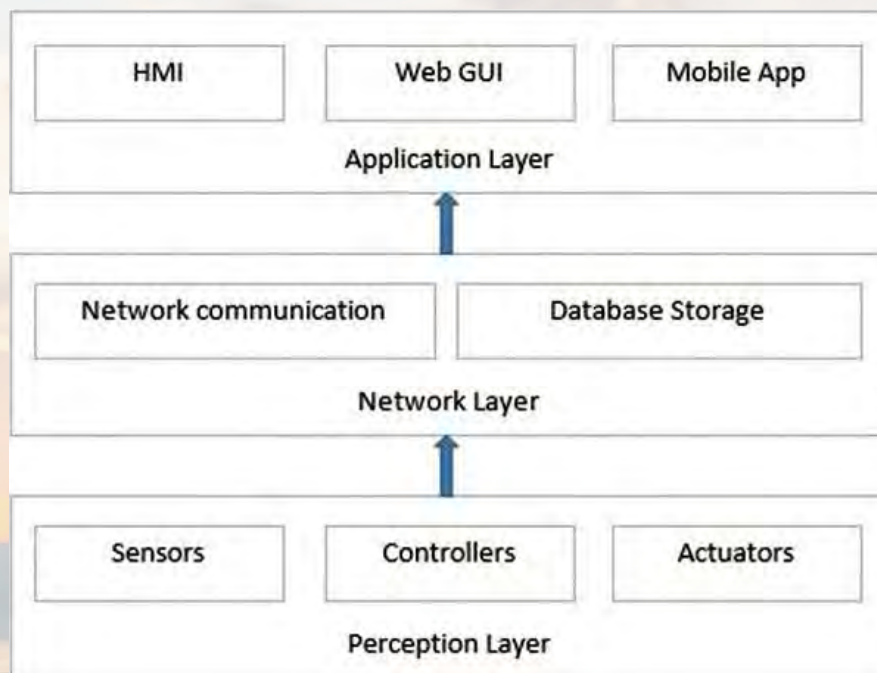 HMI
Web GUI
Mobile App
Application Layer
Network communication
Database Storage
Network Layer
Sensors
Controllers
Actuators
Perception Layer